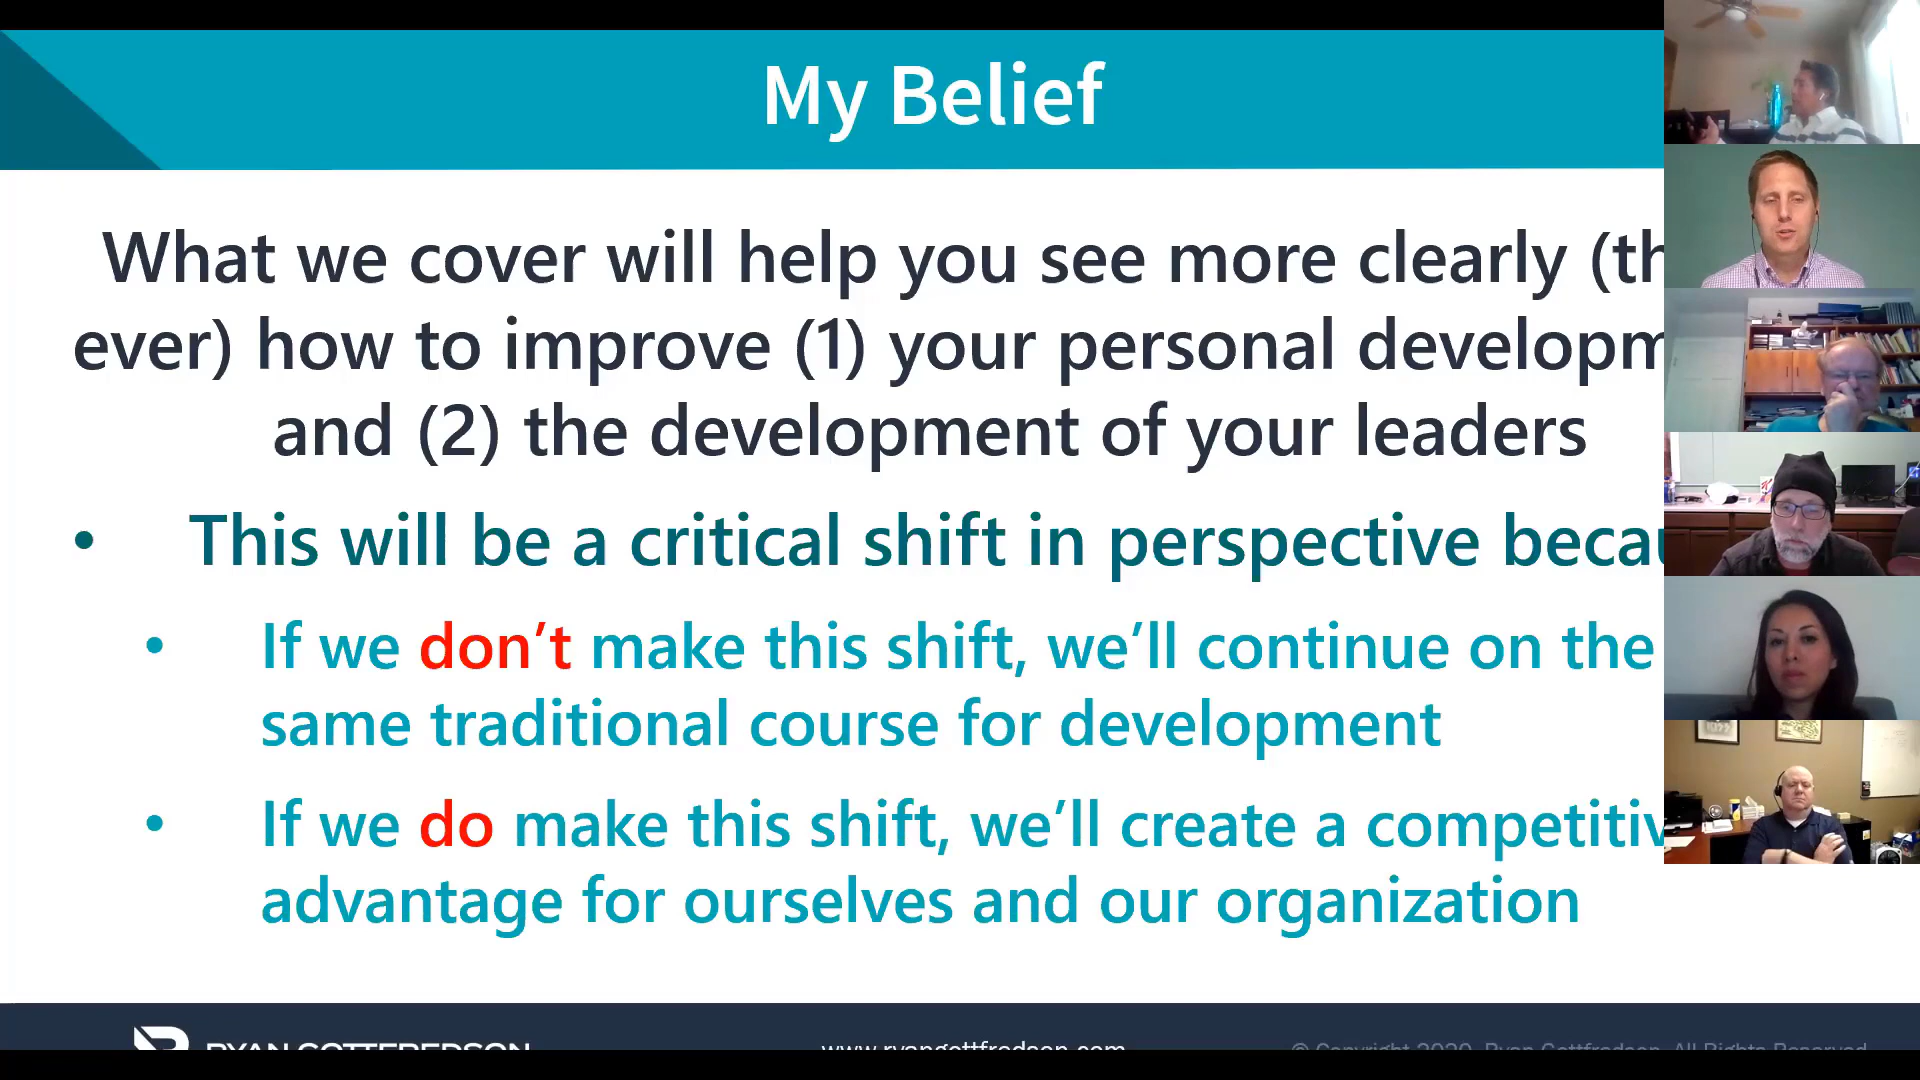 My Belief
What we cover will help you see more clearly (th
ever) how to improve (1) your personal developm
and (2) the development of your leaders
• This will be a critical shift in perspective becau
• If we don’t make this shift, we’ll continue on the
same traditional course for development
• If we do make this shift, we’ll create a competitiv
advantage for ourselves and our organization
RYAN GOTTFREDSON
www.ryangottfredson.com
© Copyright 2020. Ryan Gottfredson. All Rights Reserved